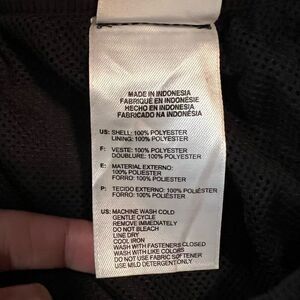 MADE IN INDONESIA
FABRIQUÉ EN INDONÉSIE
HECHO EN INDONESIA
FABRICADO NA INDONÉSIA
US: SHELL: 100% POLYESTER
LINING: 100% POLYESTER
F: VESTE: 100% POLYESTER
DOUBLURE: 100% POLYESTER
E: MATERIAL EXTERNO:
100% POLIESTER
FORRO: 100% POLIESTER
P: TECIDO EXTERNO: 100% POLIESTER
FORRO: 100% POLIESTER
US: MACHINE WASH COLD
GENTLE CYCLE
REMOVE IMMEDIATELY
DO NOT BLEACH
LINE DRY
COOL IRON
WASH WITH FASTENERS CLOSED
WASH WITH LIKE COLORS
DO NOT USE FABRIC SOFTENER
USE MILD DETERGENT ONLY